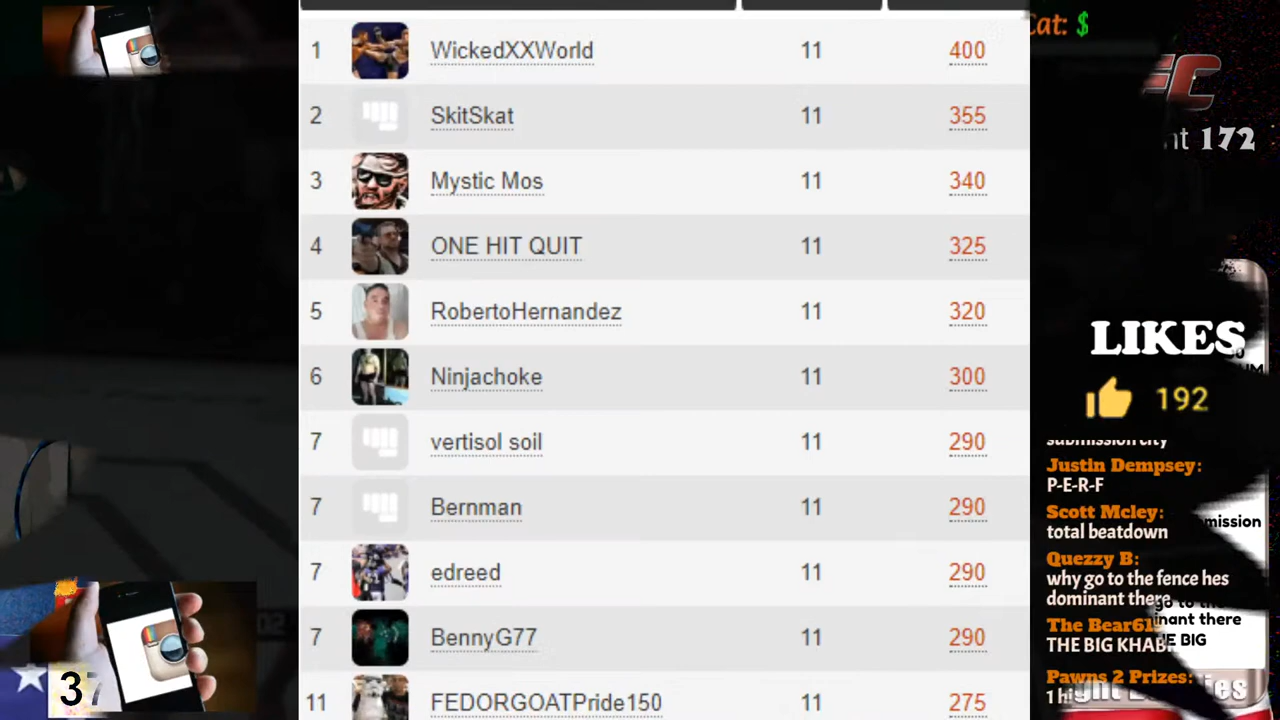 1 WickedXXWorld 11 400
2 SkitSkat 11 355
3 Mystic Mos 11 340
4 ONE HIT QUIT 11 325
5 RobertoHernandez 11 320
6 Ninjachoke 11 300
7 vertisol soil 11 290
7 Bernman 11 290
7 edreed 11 290
7 BennyG77 11 290
11 FEDORGOATPride150 11 275
37
Cat: $
FC
172
LIKES
192
submission city
Justin Dempsey:
P-E-R-F
Scott Mcley:
total beatdown
Quezzy B:
why go to the fence hes
dominant there
THE BIG
Pawns 2 Prizes: